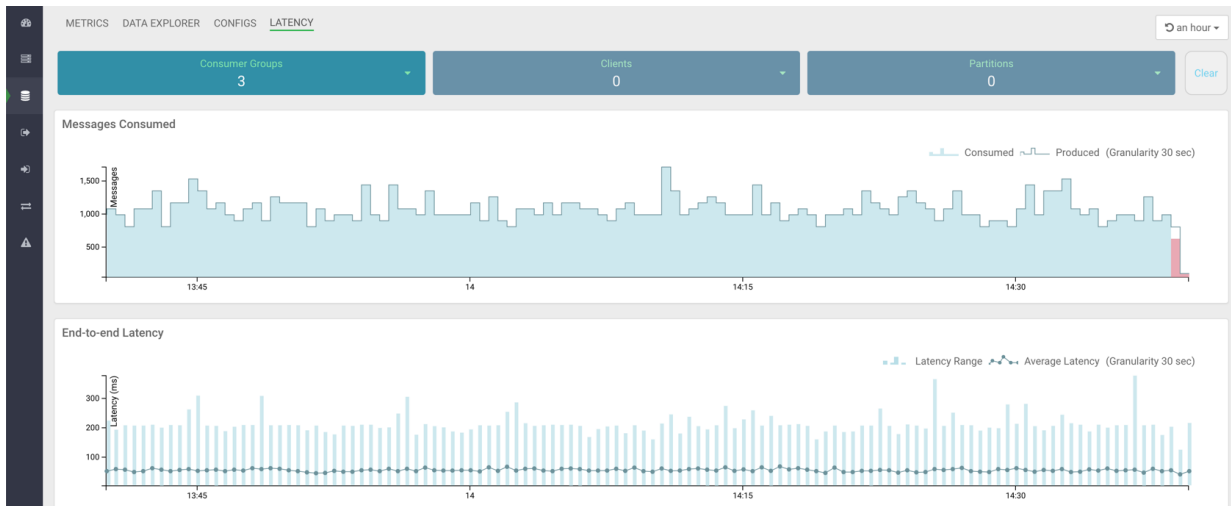 METRICS DATA EXPLORER CONFIGS LATENCY
an hour
Consumer Groups
3
Clients
0
Partitions
0
Clear
Messages Consumed
Consumed Produced (Granularity 30 sec)
Messages
1,500
1,000
500
13:45 14 14:15 14:30
End-to-end Latency
Latency Range Average Latency (Granularity 30 sec)
Latency (ms)
300
200
100
13:45 14 14:15 14:30